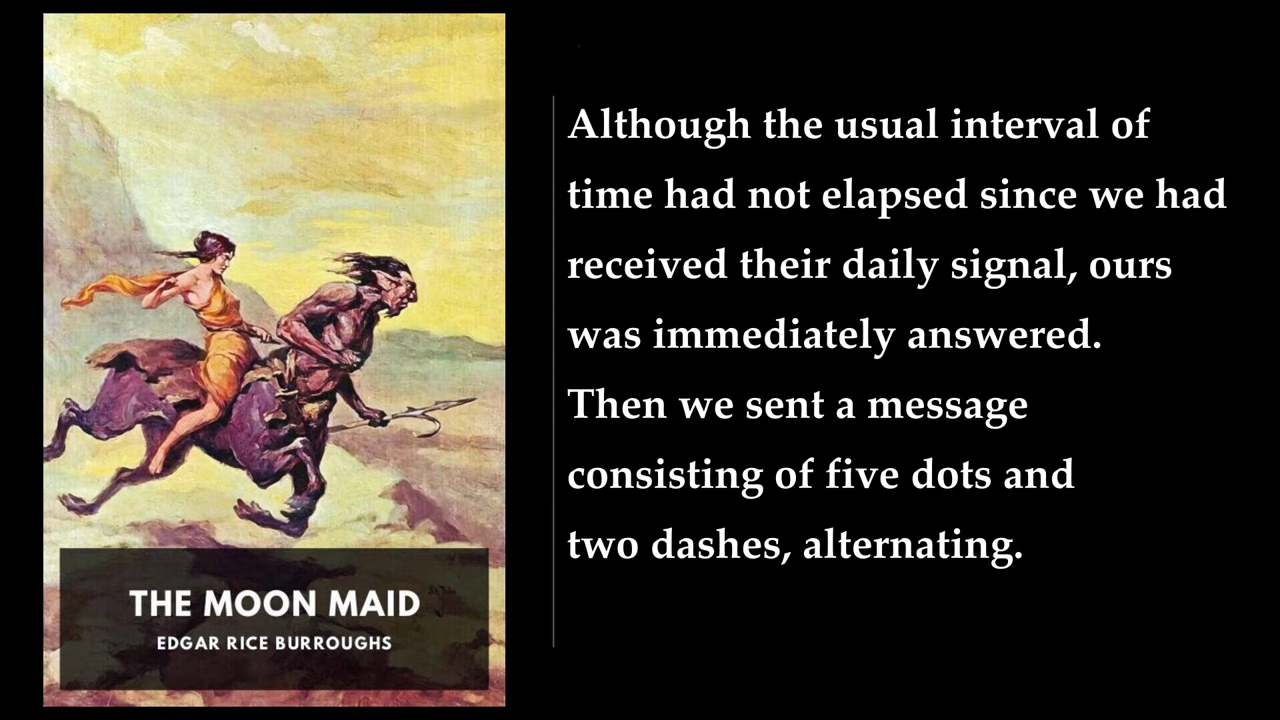 THE MOON MAID
EDGAR RICE BURROUGHS
Although the usual interval of
time had not elapsed since we had
received their daily signal, ours
was immediately answered.
Then we sent a message
consisting of five dots and
two dashes, alternating.